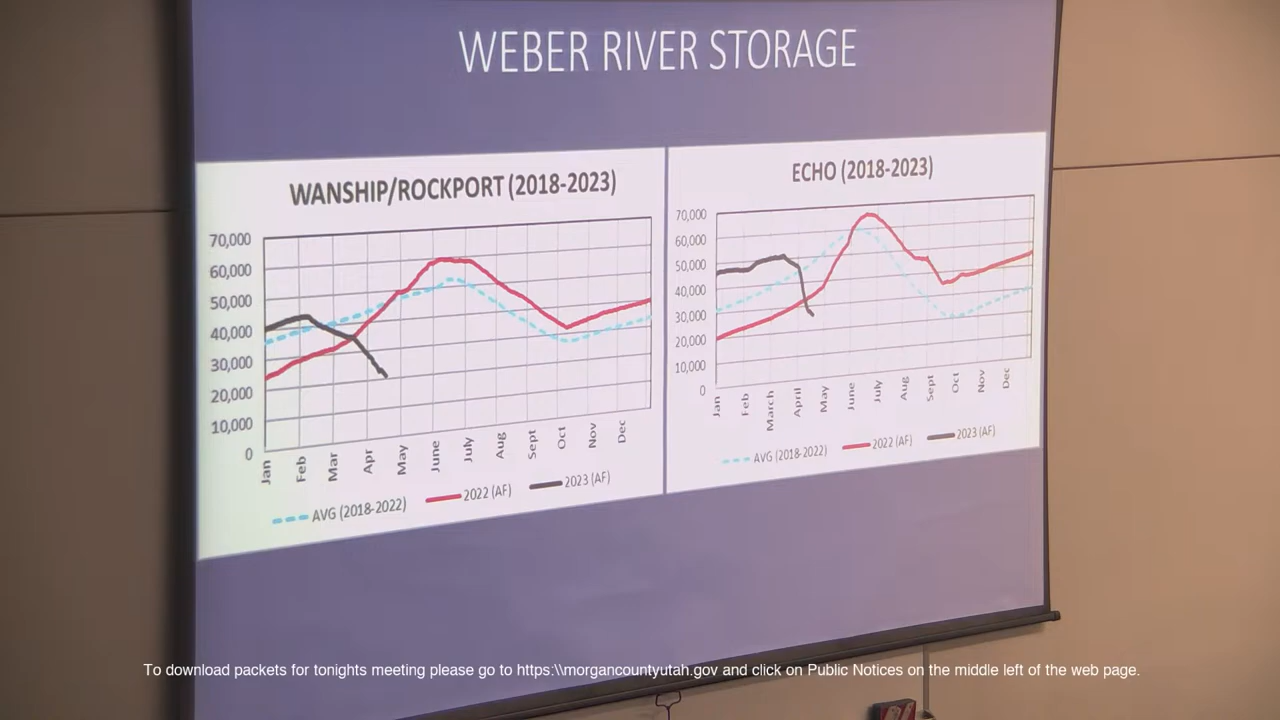 WEBER RIVER STORAGE
WANSHIP/ROCKPORT (2018-2023)
70,000
60,000
50,000
40,000
30,000
20,000
10,000
0
Jan
Feb
Mar
Apr
May
June
July
Aug
Sept
Oct
Nov
Dec
AVG (2018-2022) 2022 (AF) 2023 (AF)
ECHO (2018-2023)
70,000
60,000
50,000
40,000
30,000
20,000
10,000
0
Jan
Feb
March
April
May
June
July
Aug
Sept
Oct
Nov
Dec
AVG (2018-2022) 2022 (AF) 2023 (AF)
To download packets for tonights meeting please go to https:\\morgancountyutah.gov and click on Public Notices on the middle left of the web page.